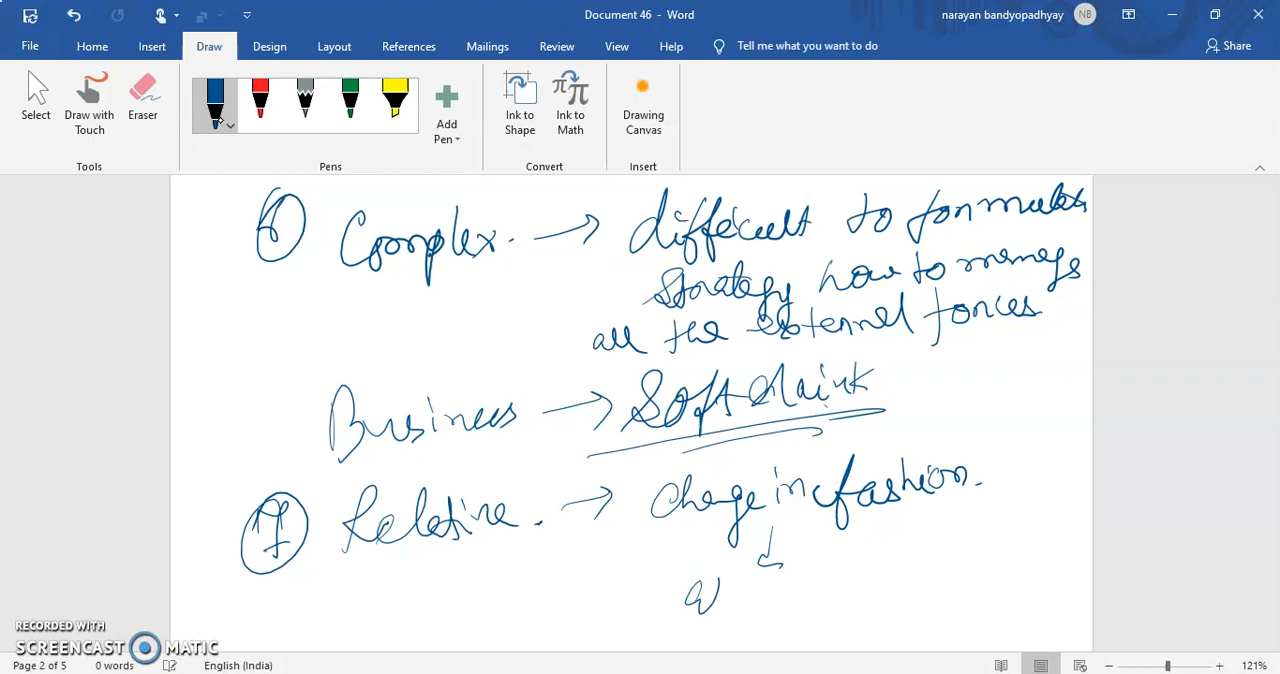 Document 46 - Word
narayan bandyopadhyay NB
File Home Insert Draw Design Layout References Mailings Review View Help Tell me what you want to do Share
Select Draw with Touch Eraser Add Pen Ink to Shape Ink to Math Drawing Canvas
Tools Pens Convert Insert
6 Complex. → difficult to formulate
strategy how to manage
all the external forces
Business → Soft drink
7 Relative. → Change in fashion.
RECORDED WITH
SCREENCAST MATIC
Page 2 of 5 0 words English (India) 121%